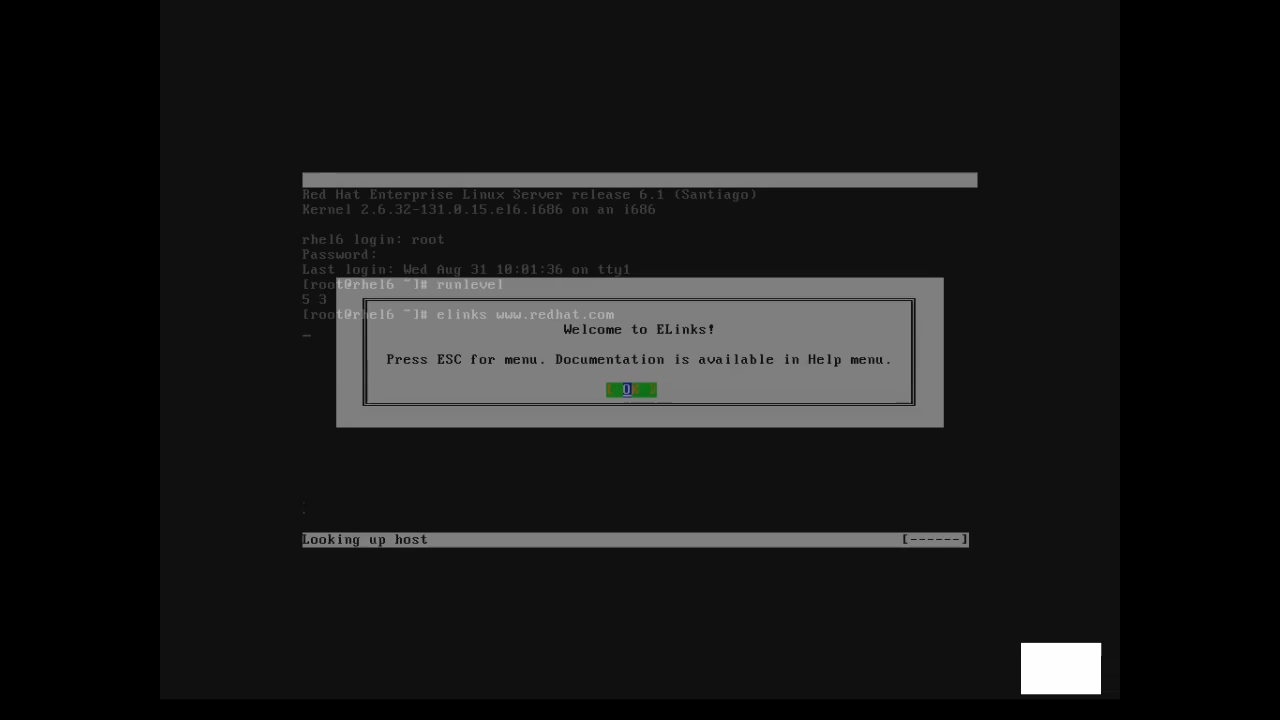 Red Hat Enterprise Linux Server release 6.1 (Santiago)
Kernel 2.6.32-131.0.15.el6.i686 on an i686
rhel6 login: root
Password:
Last login: Wed Aug 31 10:01:36 on tty1
[root@rhel6 ~]# runlevel
5 3
[root@rhel6 ~]# elinks www.redhat.com
Welcome to ELinks!
Press ESC for menu. Documentation is available in Help menu.
[ OK ]
Looking up host [------]